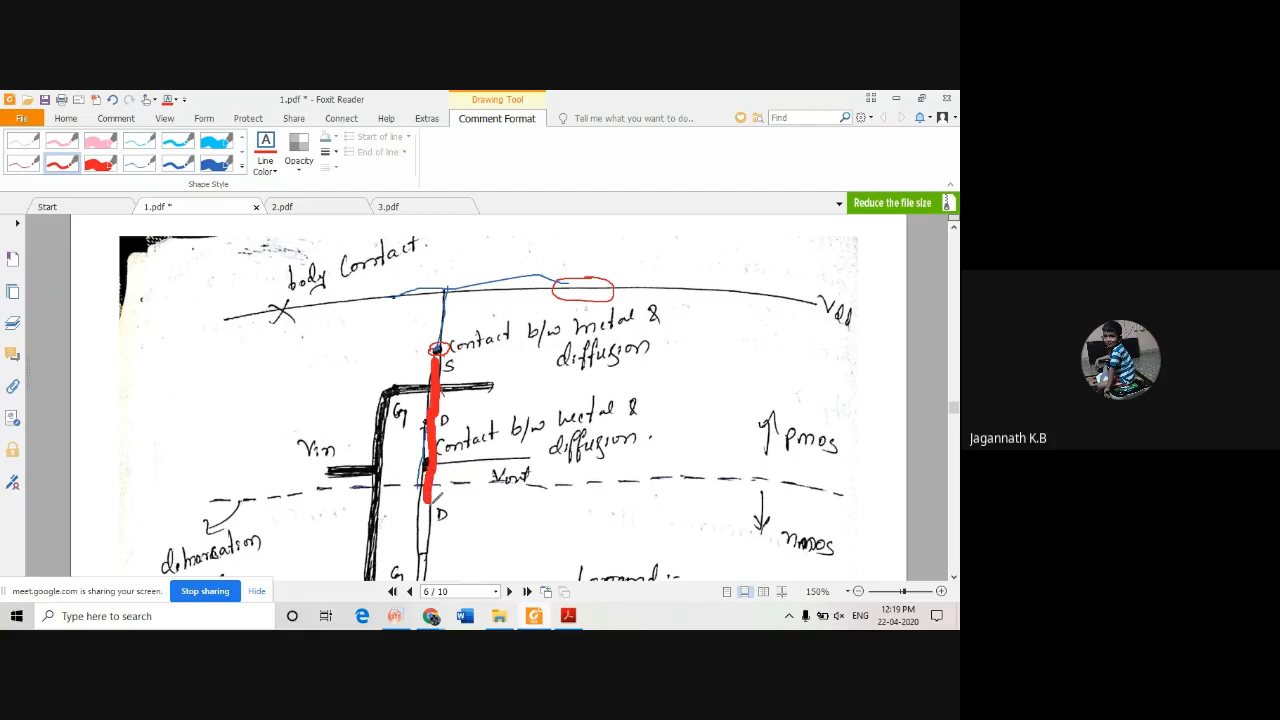 1.pdf * - Foxit Reader
Drawing Tool
File
Home
Comment
View
Form
Protect
Share
Connect
Help
Extras
Comment Format
Tell me what you want to do..
Find
Line
Color
Opacity
Start of line
End of line
Shape Style
Start
1.pdf *
2.pdf
3.pdf
Reduce the file size
body Contact.
Vdd
Contact b/w metal &
diffusion
S
G
D
Contact b/w metal &
diffusion.
Vin
Vout
PMOS
D
nmos
demarcation
G
meet.google.com is sharing your screen.
Stop sharing
Hide
6 / 10
150%
Type here to search
ENG
12:19 PM
22-04-2020
Jagannath K.B